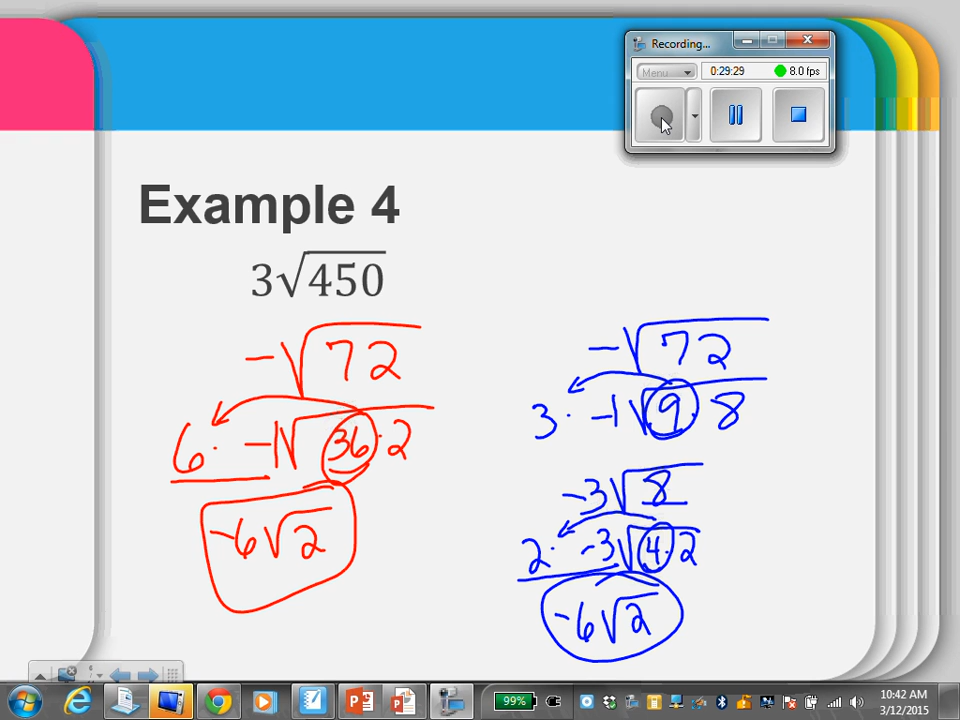 Recording...
Menu
0:29:29
8.0 fps
Example 4
3√450
-√72
6· -1√36·2
-6√2
-√72
3· -1√9·8
-3√8
2· -3√4·2
-6√2
99%
10:42 AM
3/12/2015